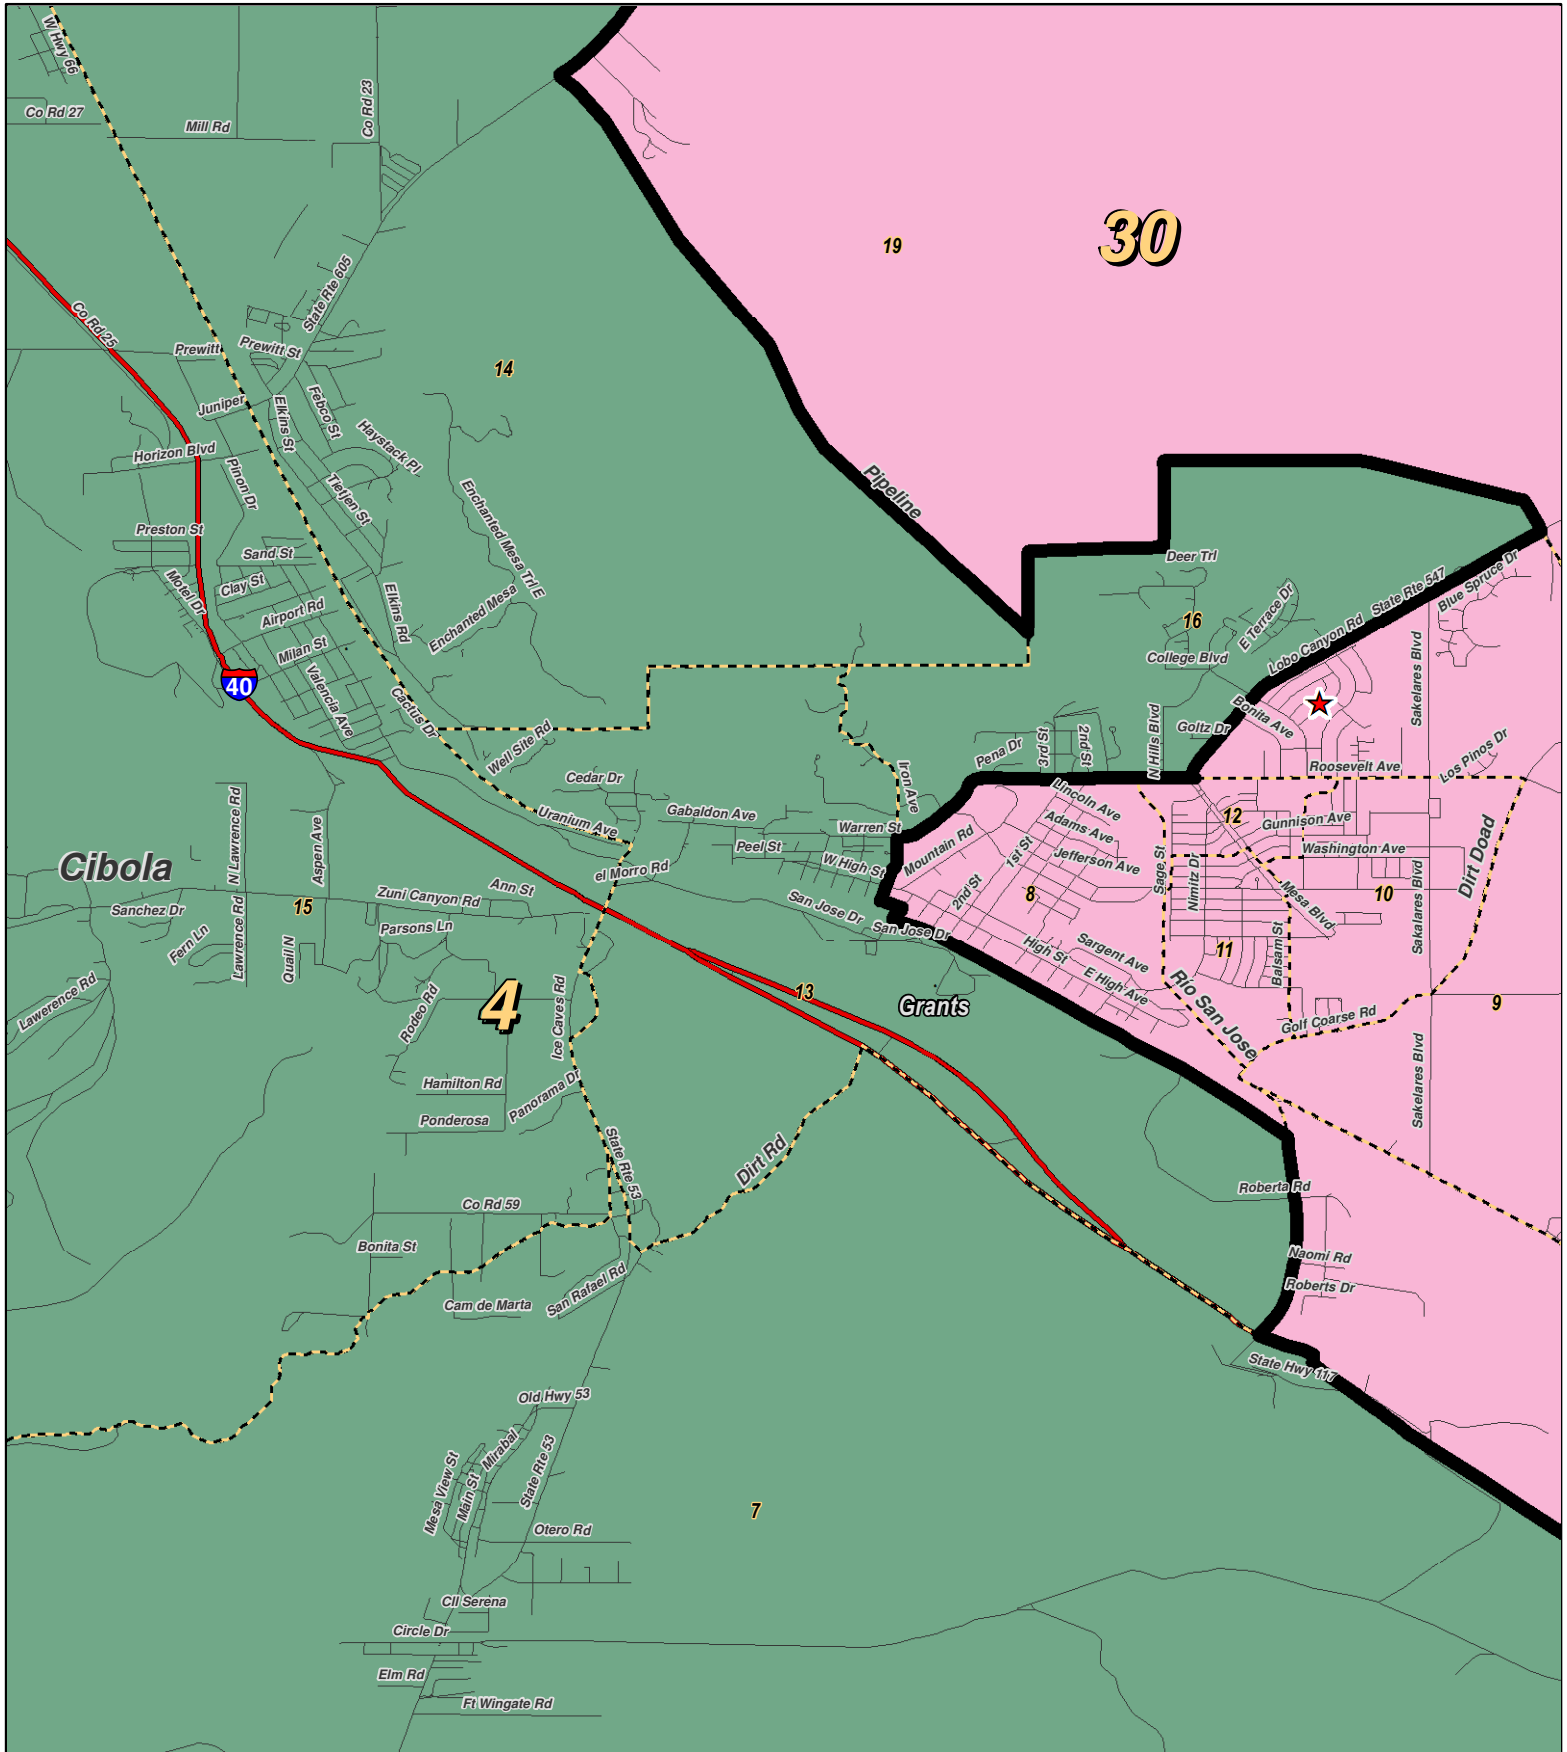 W Hwy 66
Co Rd 27
Mill Rd
Co Rd 23
19
30
State Rte 605
Co Rd 25
Prewitt
Prewitt St
14
Juniper
Elkins St
Febco St
Haystack Pl
Horizon Blvd
Pinon Dr
Tietjen St
Enchanted Mesa Trl E
Pipeline
Preston St
Sand St
Deer Trl
Motel Dr
Clay St
Airport Rd
Elkins Rd
Enchanted Mesa
16
E Terrace Dr
State Rte 547
Blue Spruce Dr
Milan St
College Blvd
Lobo Canyon Rd
Sakelares Blvd
40
Valencia Ave
Cactus Dr
Well Site Rd
Pena Dr
3rd St
2nd St
N Hills Blvd
Goltz Dr
Bonita Ave
Los Pinos Dr
Cedar Dr
Iron Ave
Roosevelt Ave
N Lawrence Rd
Aspen Ave
Uranium Ave
Gabaldon Ave
Warren St
Lincoln Ave
Adams Ave
12
Gunnison Ave
Peel St
Mountain Rd
1st St
Jefferson Ave
Washington Ave
Dirt Doad
Cibola
el Morro Rd
W High St
Sage St
Nimitz Dr
Ann St
Zuni Canyon Rd
2nd St
8
Mesa Blvd
10
Sakalares Blvd
Sanchez Dr
15
San Jose Dr
Lawrence Rd
Fern Ln
Quail N
Parsons Ln
San Jose Dr
High St
Sargent Ave
11
Balsam St
E High Ave
Lawerence Rd
Rodeo Rd
4
Ice Caves Rd
13
Grants
Rio San Jose
Golf Coarse Rd
9
Hamilton Rd
Ponderosa
Panorama Dr
Sakelares Blvd
State Rte 53
Dirt Rd
Roberta Rd
Co Rd 59
Bonita St
Naomi Rd
Cam de Marta
San Rafael Rd
Roberts Dr
State Hwy 117
Old Hwy 53
Mesa View St
Main St
Mirabal
State Rte 53
7
Otero Rd
Cll Serena
Circle Dr
Elm Rd
Ft Wingate Rd